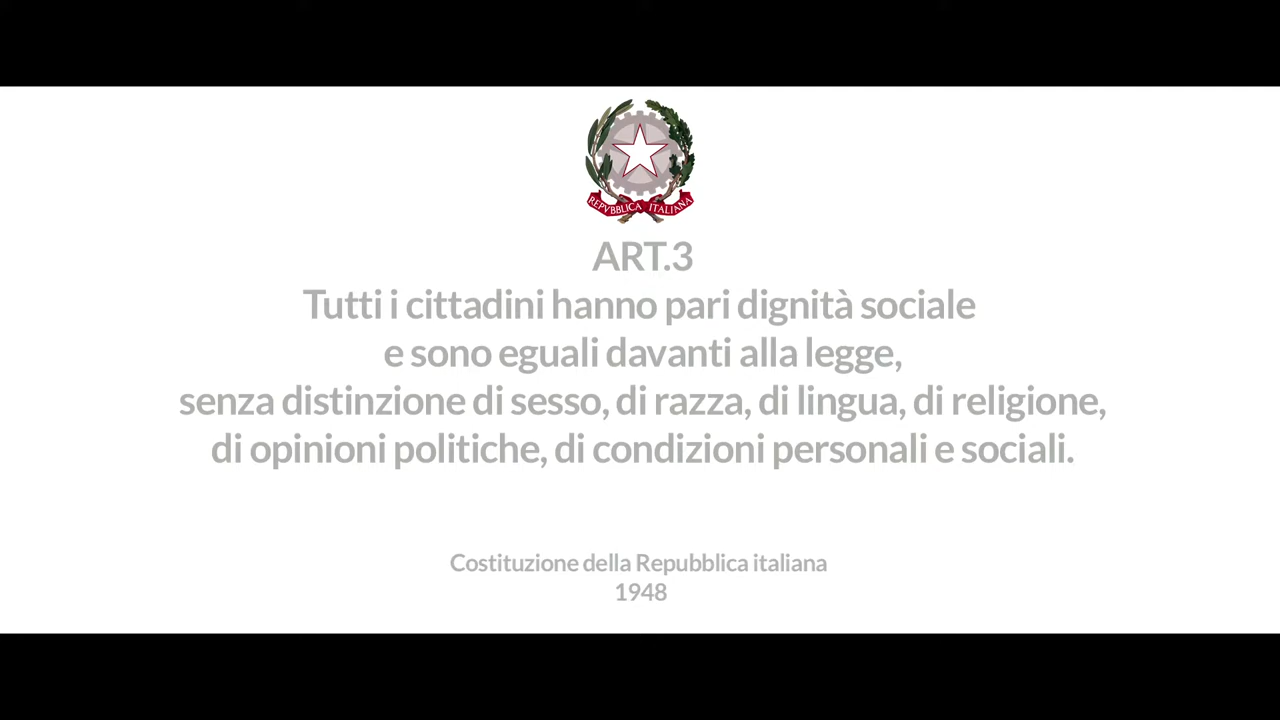 REPVBBLICA ITALIANA
ART.3
Tutti i cittadini hanno pari dignità sociale
e sono eguali davanti alla legge,
senza distinzione di sesso, di razza, di lingua, di religione,
di opinioni politiche, di condizioni personali e sociali.
Costituzione della Repubblica italiana
1948